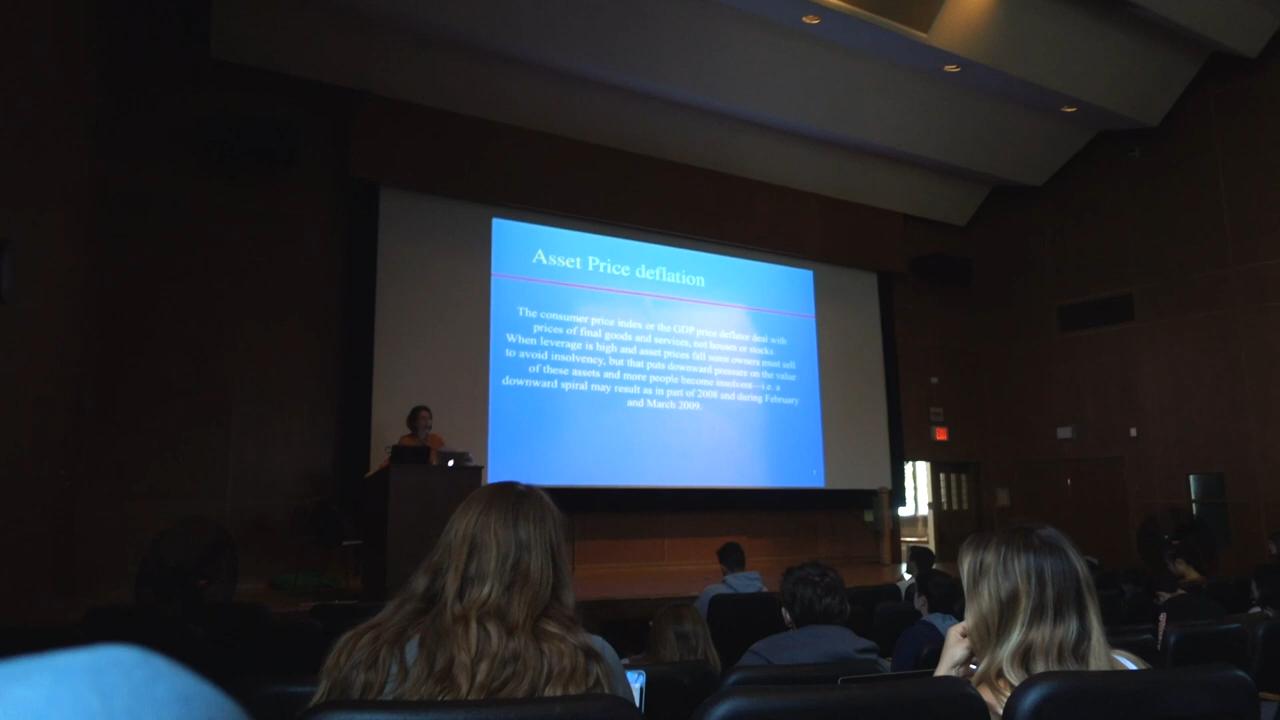 Asset Price deflation
The consumer price index or the GDP price deflator deal with
prices of final goods and services, not houses or stocks.
When leverage is high and asset prices fall some owners must sell
to avoid insolvency, but that puts downward pressure on the value
of these assets and more people become insolvent—i.e. a
downward spiral may result as in part of 2008 and during February
and March 2009.